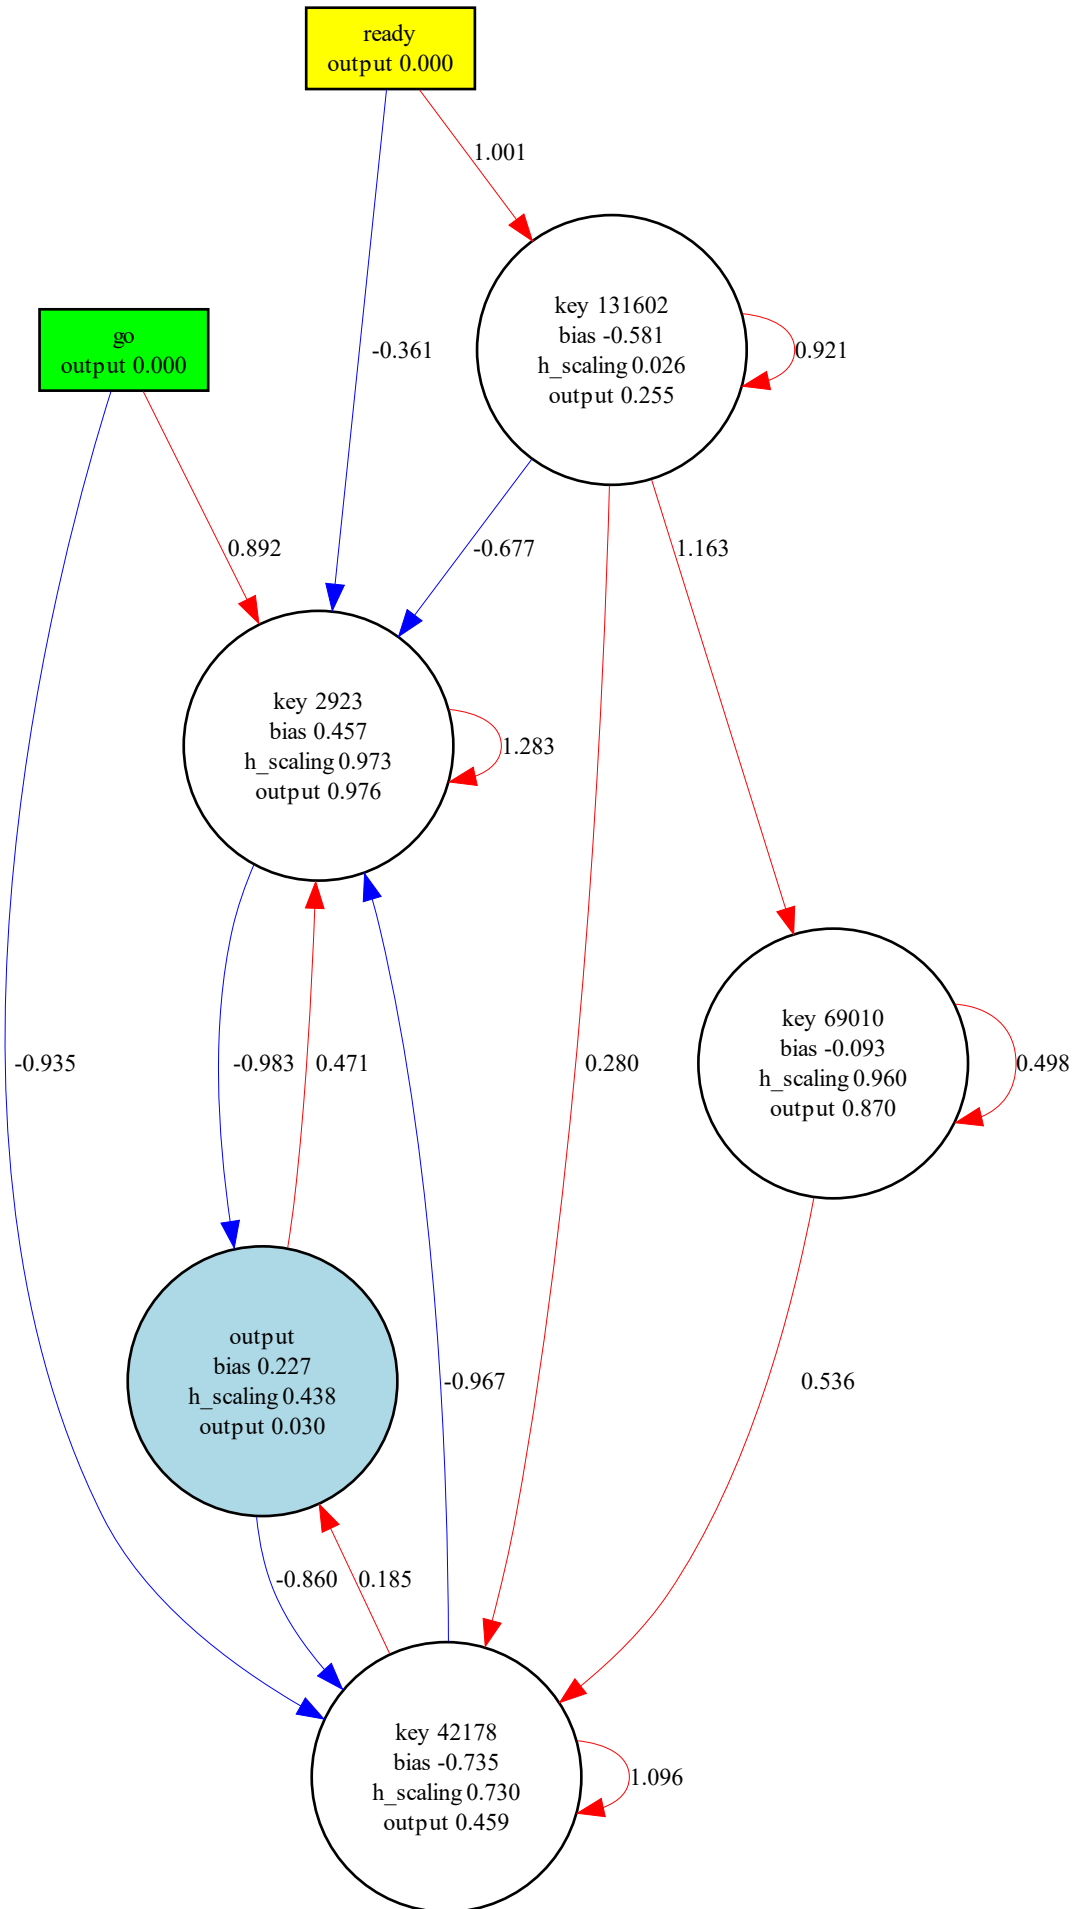 ready
output 0.000
1.001
key 131602
bias -0.581
h_scaling 0.026
output 0.255
0.921
go
output 0.000
-0.361
0.892
-0.677
1.163
key 2923
bias 0.457
h_scaling 0.973
output 0.976
1.283
key 69010
bias -0.093
h_scaling 0.960
output 0.870
0.498
-0.935
-0.983
0.471
0.280
output
bias 0.227
h_scaling 0.438
output 0.030
-0.967
0.536
-0.860
0.185
key 42178
bias -0.735
h_scaling 0.730
output 0.459
1.096